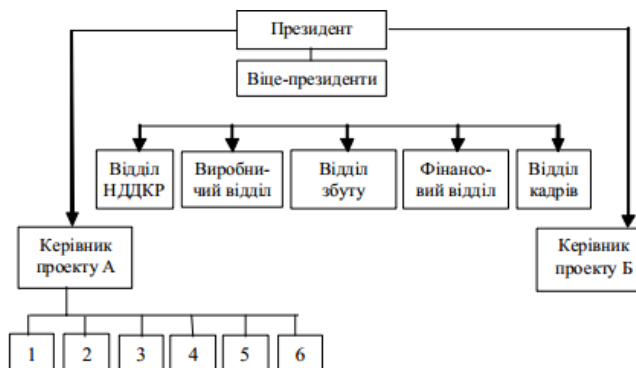 Президент
Віце-президенти
Відділ
НДДКР
Виробни-
чий відділ
Відділ
збуту
Фінансо-
вий відділ
Відділ
кадрів
Керівник
проекту А
Керівник
проекту Б
1
2
3
4
5
6